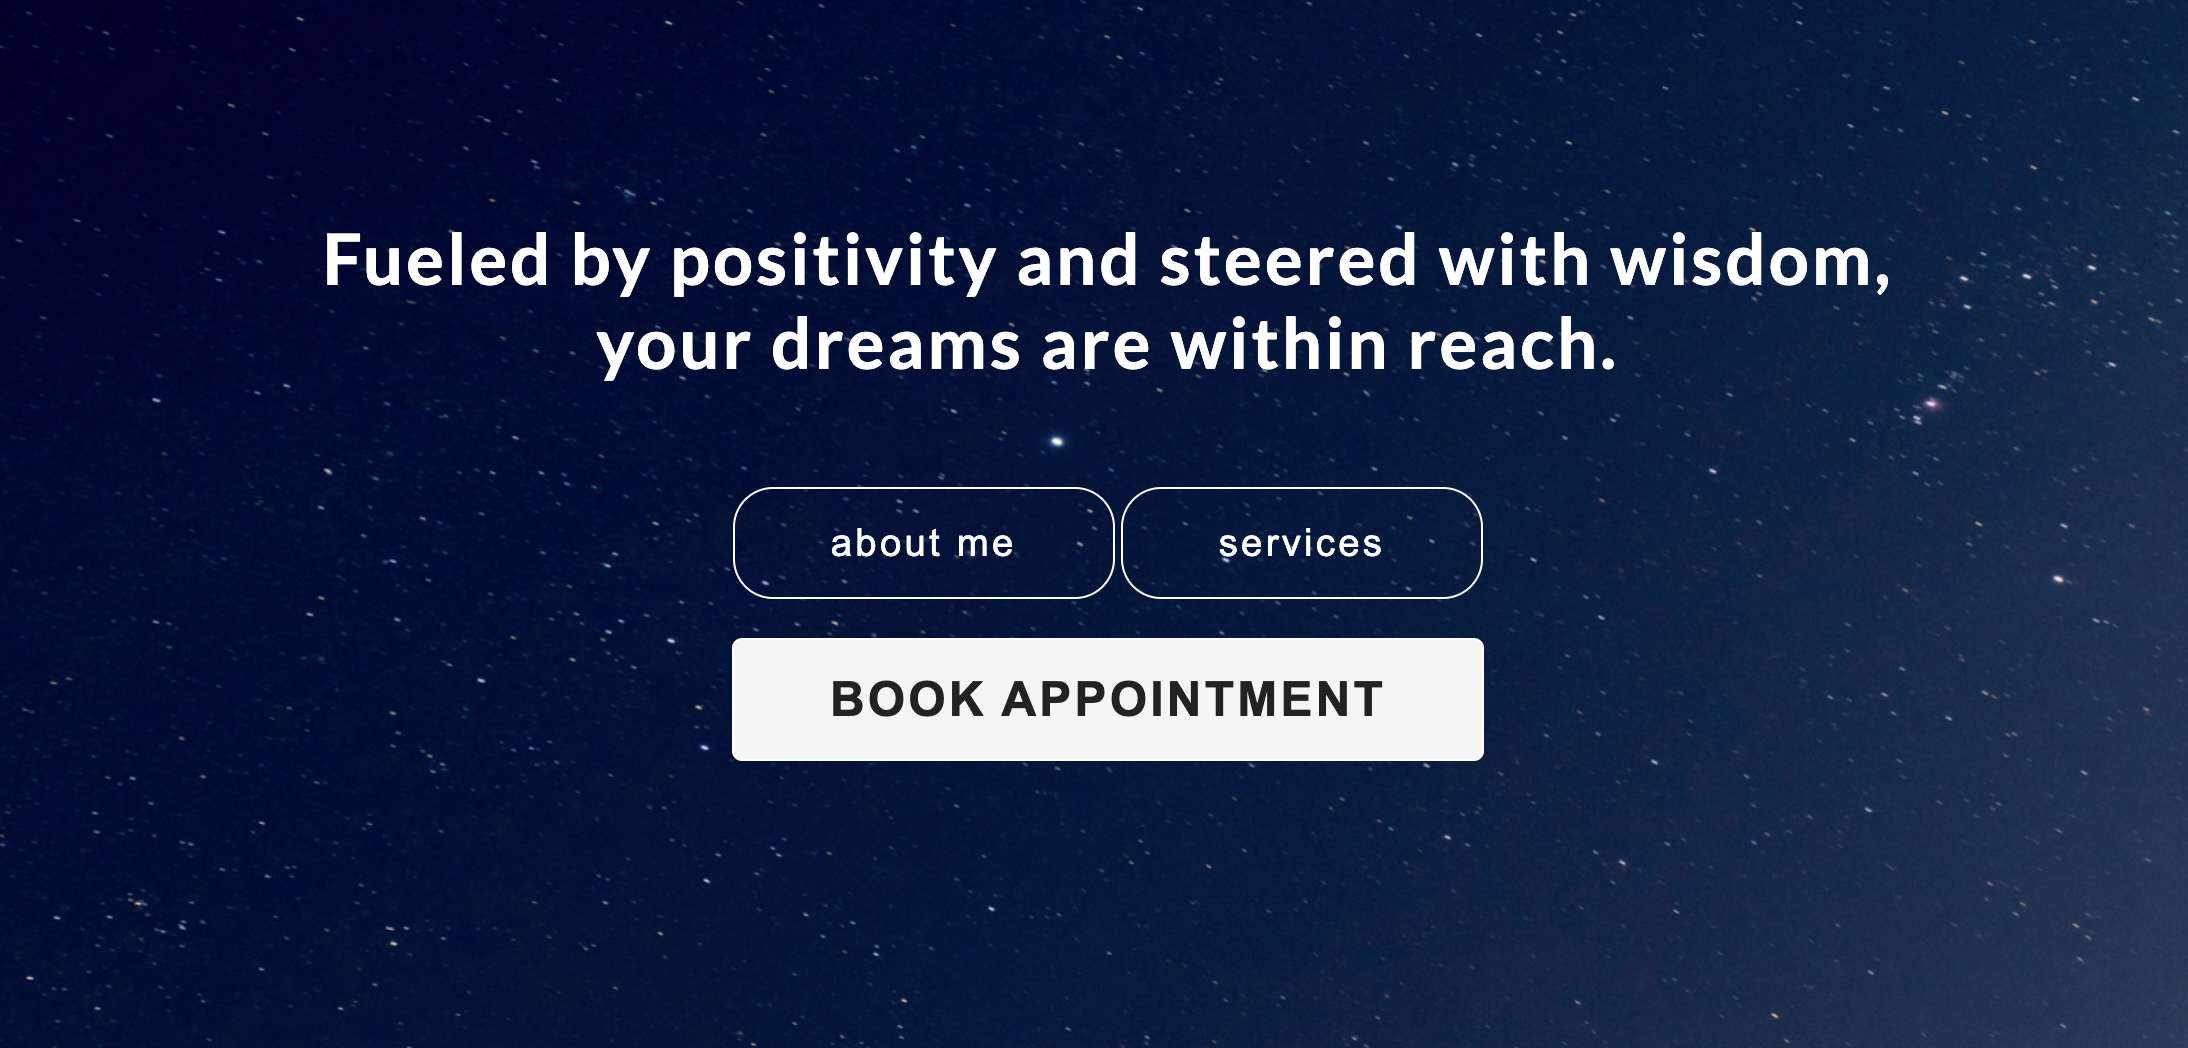 Fueled by positivity and steered with wisdom,
your dreams are within reach.
about me
services
BOOK APPOINTMENT